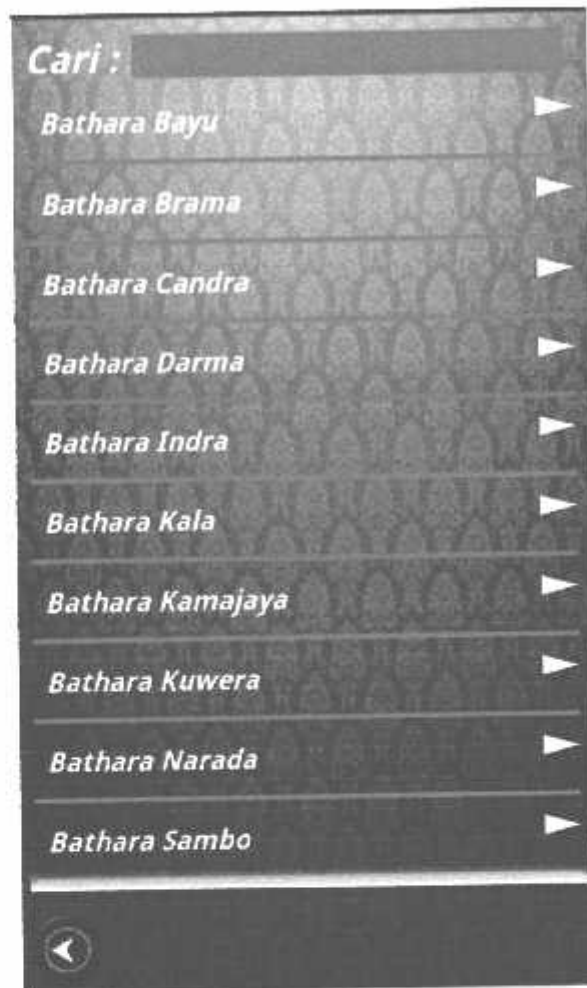 Cari :
Bathara Bayu
Bathara Brama
Bathara Candra
Bathara Darma
Bathara Indra
Bathara Kala
Bathara Kamajaya
Bathara Kuwera
Bathara Narada
Bathara Sambo